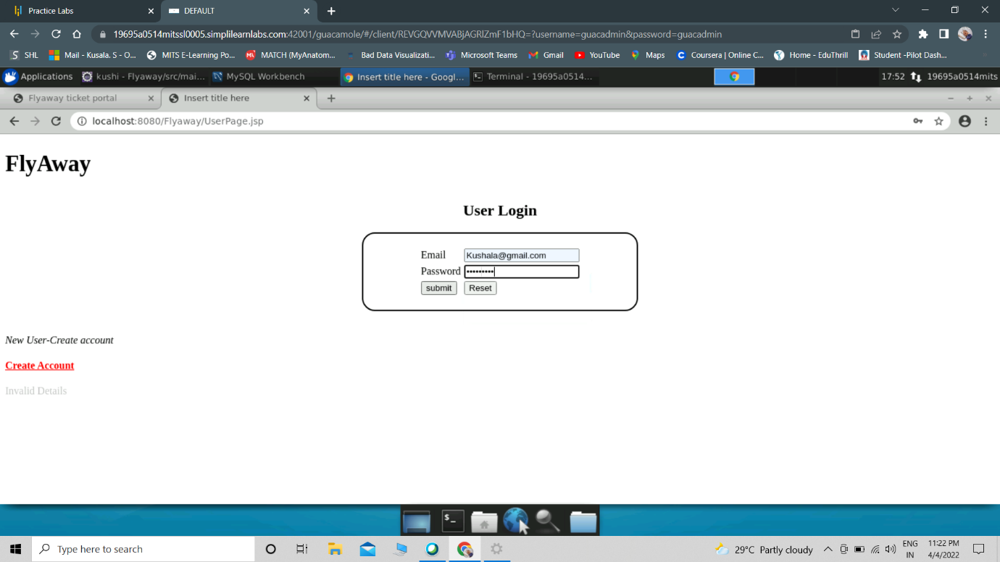 Practice Labs
DEFAULT
19695a0514mitssl0005.simplilearnlabs.com:42001/guacamole/#/client/REVGQVVMVABjAGRlZmF1bHQ=?username=guacadmin&password=guacadmin
SHL
Mail - Kusala. S - O...
MITS E-Learning Po...
MATCH (MyAnatom...
Bad Data Visualizati...
Microsoft Teams
Gmail
YouTube
Maps
Coursera | Online C...
Home - EduThrill
Student -Pilot Dash...
Applications
kushi - Flyaway/src/mai...
MySQL Workbench
Insert title here - Googl...
Terminal - 19695a0514...
17:52
19695a0514mits
Flyaway ticket portal
Insert title here
localhost:8080/Flyaway/UserPage.jsp
FlyAway
User Login
Email
Kushala@gmail.com
Password
•••••••••
submit
Reset
New User-Create account
Create Account
Invalid Details
Type here to search
29°C Partly cloudy
ENG
IN
11:22 PM
4/4/2022